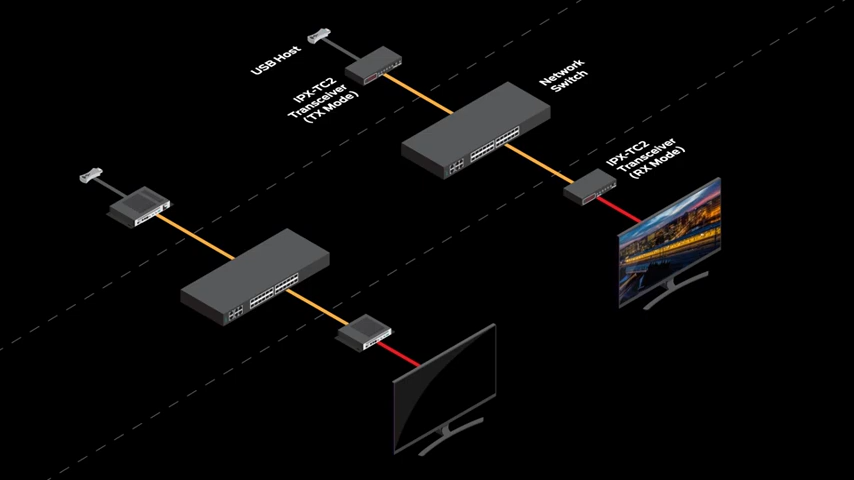 USB Host
IPX-TC2
Transceiver
(TX Mode)
Network
Switch
IPX-TC2
Transceiver
(RX Mode)